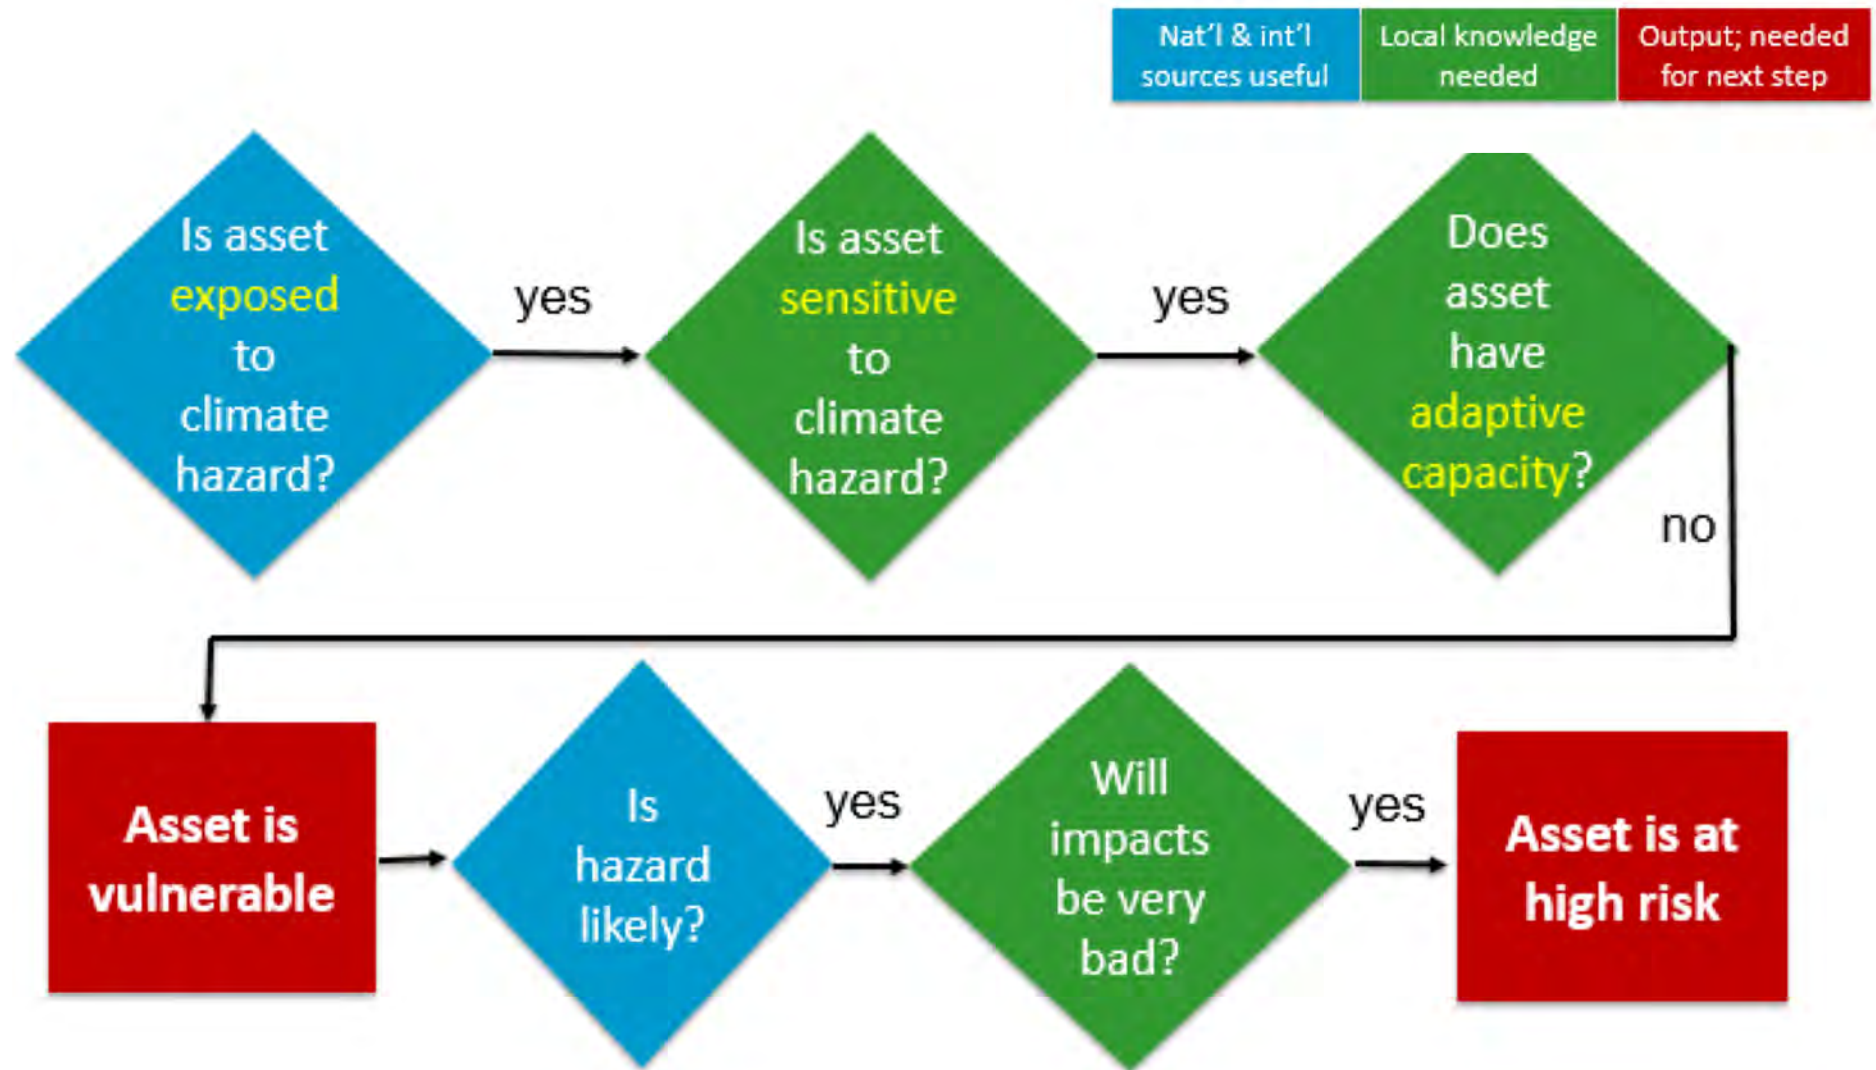 Nat'l & int'l
sources useful
Local knowledge
needed
Output; needed
for next step
Is asset
exposed
to
climate
hazard?
yes
Is asset
sensitive
to
climate
hazard?
yes
Does
asset
have
adaptive
capacity?
no
Asset is
vulnerable
Is
hazard
likely?
yes
Will
impacts
be very
bad?
yes
Asset is at
high risk